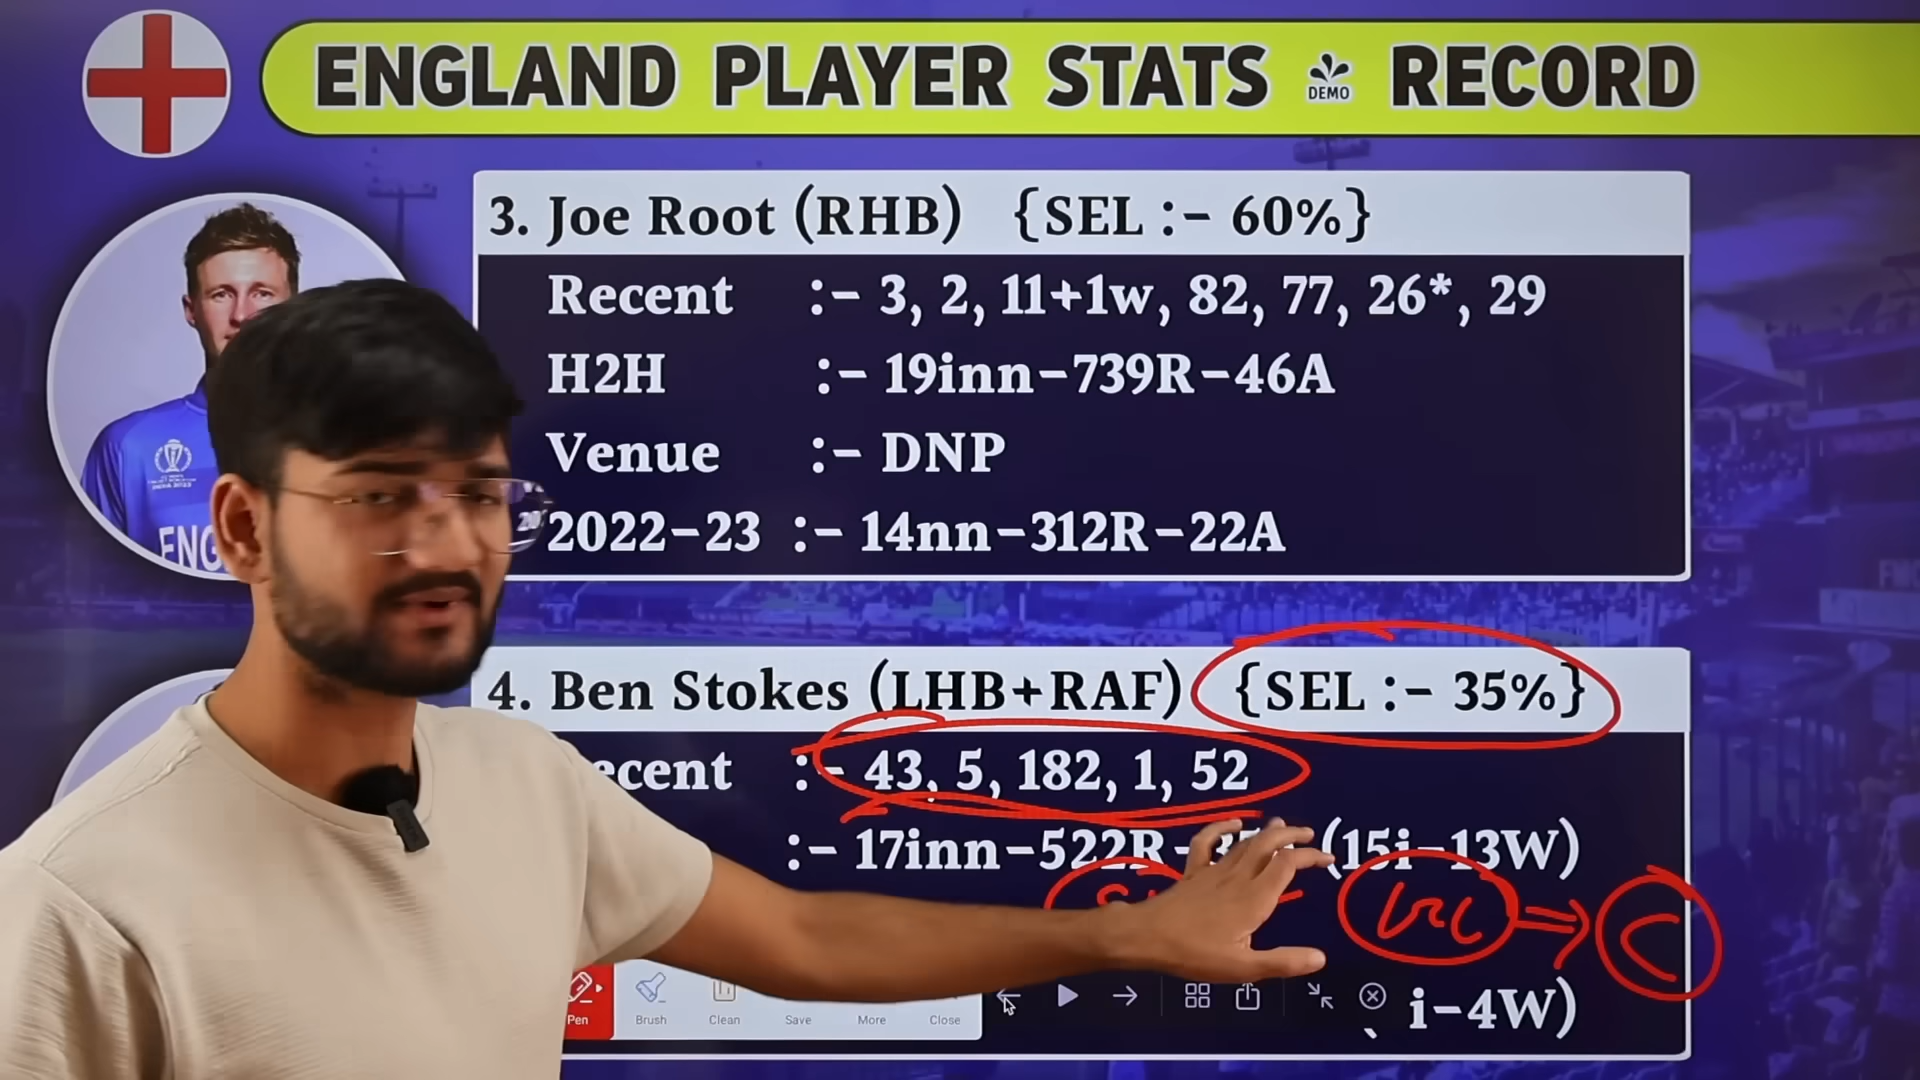 ENGLAND PLAYER STATS DEMO RECORD
3. Joe Root (RHB) {SEL :- 60%}
Recent :- 3, 2, 11+1w, 82, 77, 26*, 29
H2H :- 19inn-739R-46A
Venue :- DNP
2022-23 :- 14nn-312R-22A
ENG
4. Ben Stokes (LHB+RAF) {SEL :- 35%}
ecent :- 43, 5, 182, 1, 52
:- 17inn-522R- (15i-13W)
C
i-4W)
Pen Brush Clean Save More Close